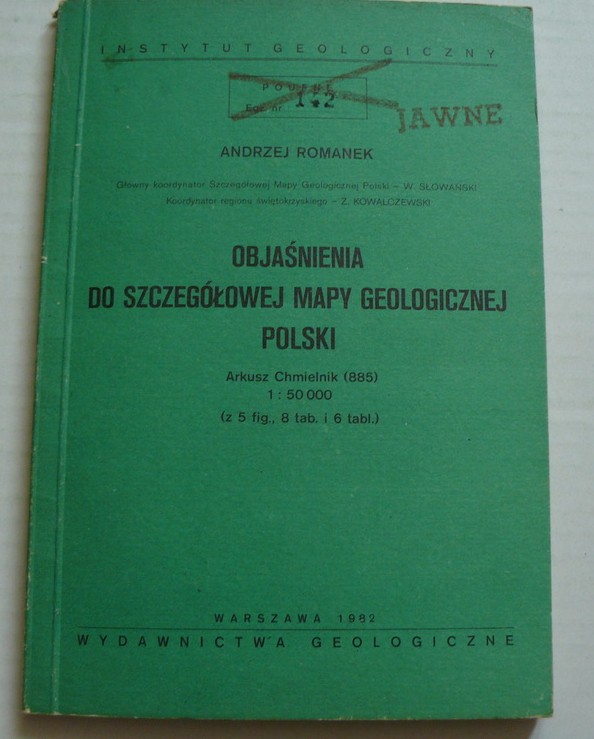 INSTYTUT GEOLOGICZNY
POUFNE
Egz. nr 142
JAWNE
ANDRZEJ ROMANEK
Główny koordynator Szczegółowej Mapy Geologicznej Polski – W. SŁOWAŃSKI
Koordynator regionu świętokrzyskiego – Z. KOWALCZEWSKI
OBJAŚNIENIA
DO SZCZEGÓŁOWEJ MAPY GEOLOGICZNEJ
POLSKI
Arkusz Chmielnik (885)
1 : 50 000
(z 5 fig., 8 tab. i 6 tabl.)
WARSZAWA 1982
WYDAWNICTWA GEOLOGICZNE